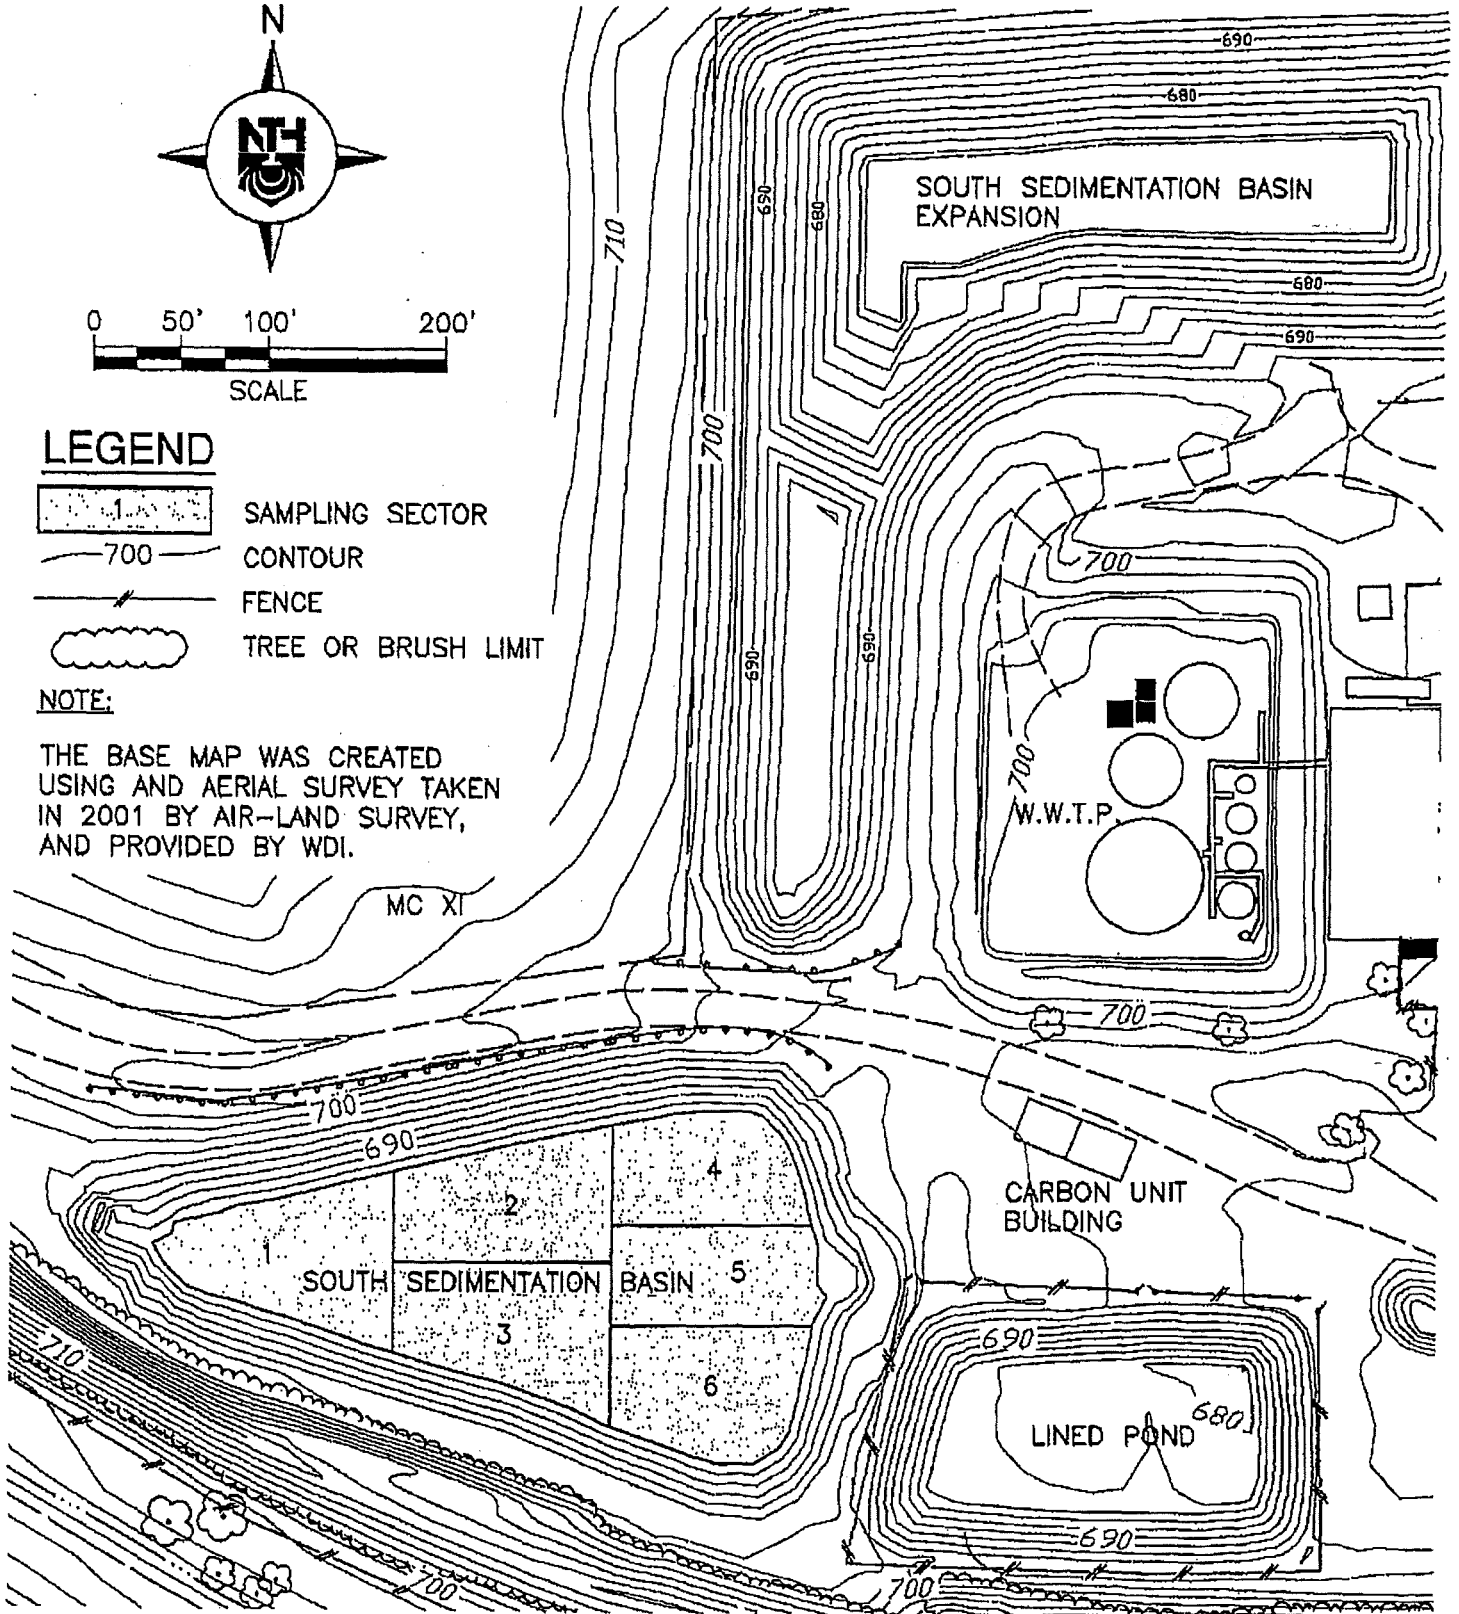 N
NTH
0 50' 100' 200'
SCALE
LEGEND
1 SAMPLING SECTOR
700 CONTOUR
FENCE
TREE OR BRUSH LIMIT
NOTE:
THE BASE MAP WAS CREATED
USING AND AERIAL SURVEY TAKEN
IN 2001 BY AIR-LAND SURVEY,
AND PROVIDED BY WDI.
690
680
SOUTH SEDIMENTATION BASIN
EXPANSION
690
680
710
680
690
700
700
690
690
700
W.W.T.P.
MC XI
700
700
690
4
2
1
CARBON UNIT
BUILDING
SOUTH SEDIMENTATION BASIN
5
3
690
710
6
680
LINED POND
690
700
700